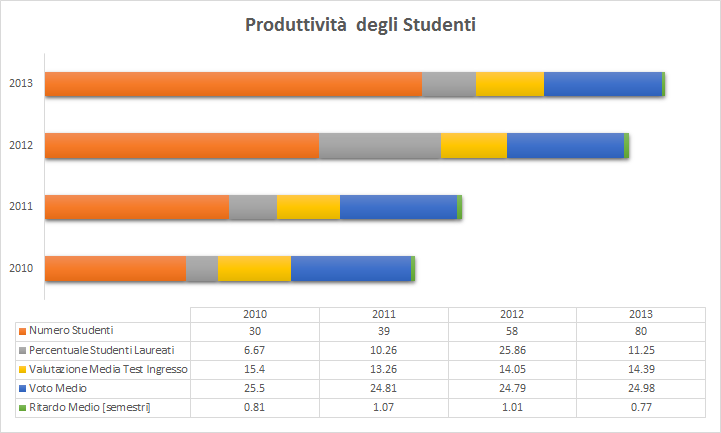 Produttività degli Studenti
2013
2012
2011
2010
2010 2011 2012 2013
Numero Studenti 30 39 58 80
Percentuale Studenti Laureati 6.67 10.26 25.86 11.25
Valutazione Media Test Ingresso 15.4 13.26 14.05 14.39
Voto Medio 25.5 24.81 24.79 24.98
Ritardo Medio [semestri] 0.81 1.07 1.01 0.77